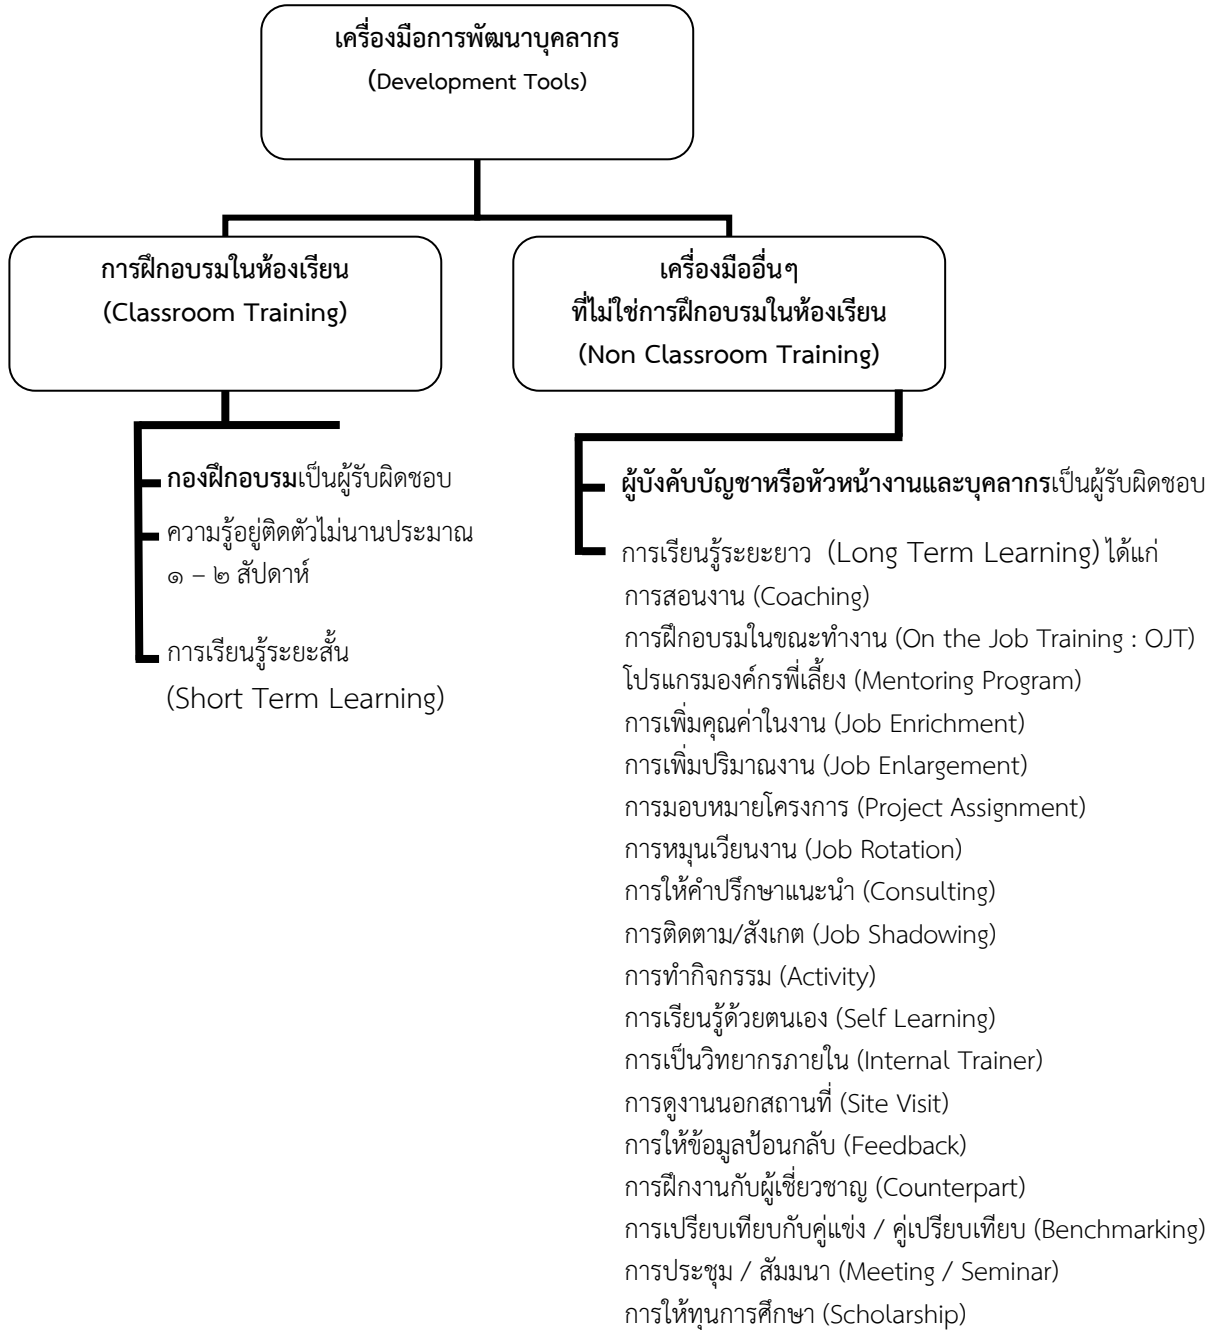 เครื่องมือการพัฒนาบุคลากร
(Development Tools)
การฝึกอบรมในห้องเรียน
(Classroom Training)
เครื่องมืออื่นๆ
ที่ไม่ใช่การฝึกอบรมในห้องเรียน
(Non Classroom Training)
กองฝึกอบรมเป็นผู้รับผิดชอบ
ความรู้อยู่ติดตัวไม่นานประมาณ
๑ – ๒ สัปดาห์
การเรียนรู้ระยะสั้น
(Short Term Learning)
ผู้บังคับบัญชาหรือหัวหน้างานและบุคลากรเป็นผู้รับผิดชอบ
การเรียนรู้ระยะยาว (Long Term Learning) ได้แก่
การสอนงาน (Coaching)
การฝึกอบรมในขณะทำงาน (On the Job Training : OJT)
โปรแกรมองค์กรพี่เลี้ยง (Mentoring Program)
การเพิ่มคุณค่าในงาน (Job Enrichment)
การเพิ่มปริมาณงาน (Job Enlargement)
การมอบหมายโครงการ (Project Assignment)
การหมุนเวียนงาน (Job Rotation)
การให้คำปรึกษาแนะนำ (Consulting)
การติดตาม/สังเกต (Job Shadowing)
การทำกิจกรรม (Activity)
การเรียนรู้ด้วยตนเอง (Self Learning)
การเป็นวิทยากรภายใน (Internal Trainer)
การดูงานนอกสถานที่ (Site Visit)
การให้ข้อมูลป้อนกลับ (Feedback)
การฝึกงานกับผู้เชี่ยวชาญ (Counterpart)
การเปรียบเทียบกับคู่แข่ง / คู่เปรียบเทียบ (Benchmarking)
การประชุม / สัมมนา (Meeting / Seminar)
การให้ทุนการศึกษา (Scholarship)